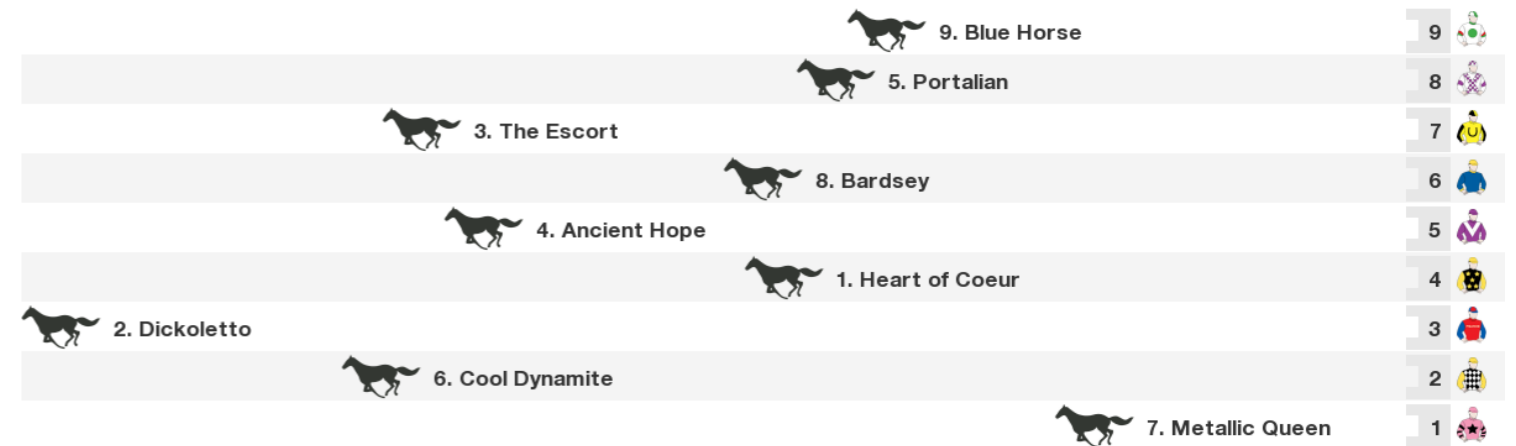 9. Blue Horse 9
5. Portalian 8
3. The Escort 7
8. Bardsey 6
4. Ancient Hope 5
1. Heart of Coeur 4
2. Dickoletto 3
6. Cool Dynamite 2
7. Metallic Queen 1